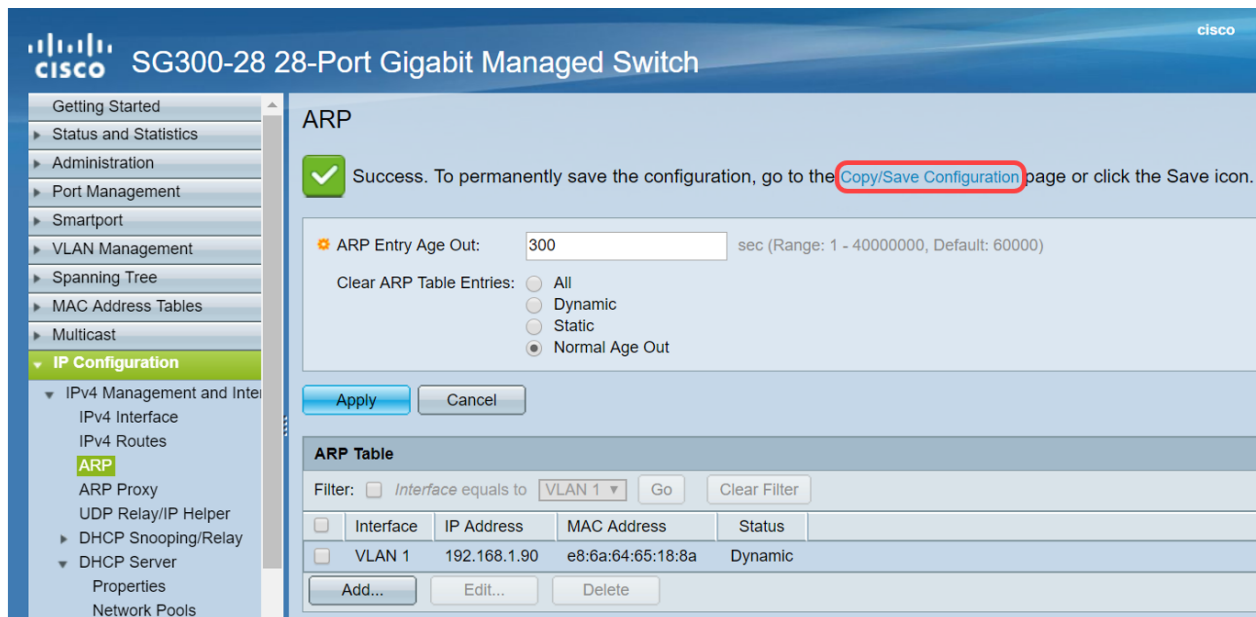 cisco
CISCO SG300-28 28-Port Gigabit Managed Switch
Getting Started
Status and Statistics
Administration
Port Management
Smartport
VLAN Management
Spanning Tree
MAC Address Tables
Multicast
IP Configuration
IPv4 Management and Inter
IPv4 Interface
IPv4 Routes
ARP
ARP Proxy
UDP Relay/IP Helper
DHCP Snooping/Relay
DHCP Server
Properties
Network Pools
ARP
Success. To permanently save the configuration, go to the Copy/Save Configuration page or click the Save icon.
ARP Entry Age Out: 300 sec (Range: 1 - 40000000, Default: 60000)
Clear ARP Table Entries: All
Dynamic
Static
Normal Age Out
Apply Cancel
ARP Table
Filter: Interface equals to VLAN 1 Go Clear Filter
Interface IP Address MAC Address Status
VLAN 1 192.168.1.90 e8:6a:64:65:18:8a Dynamic
Add... Edit... Delete